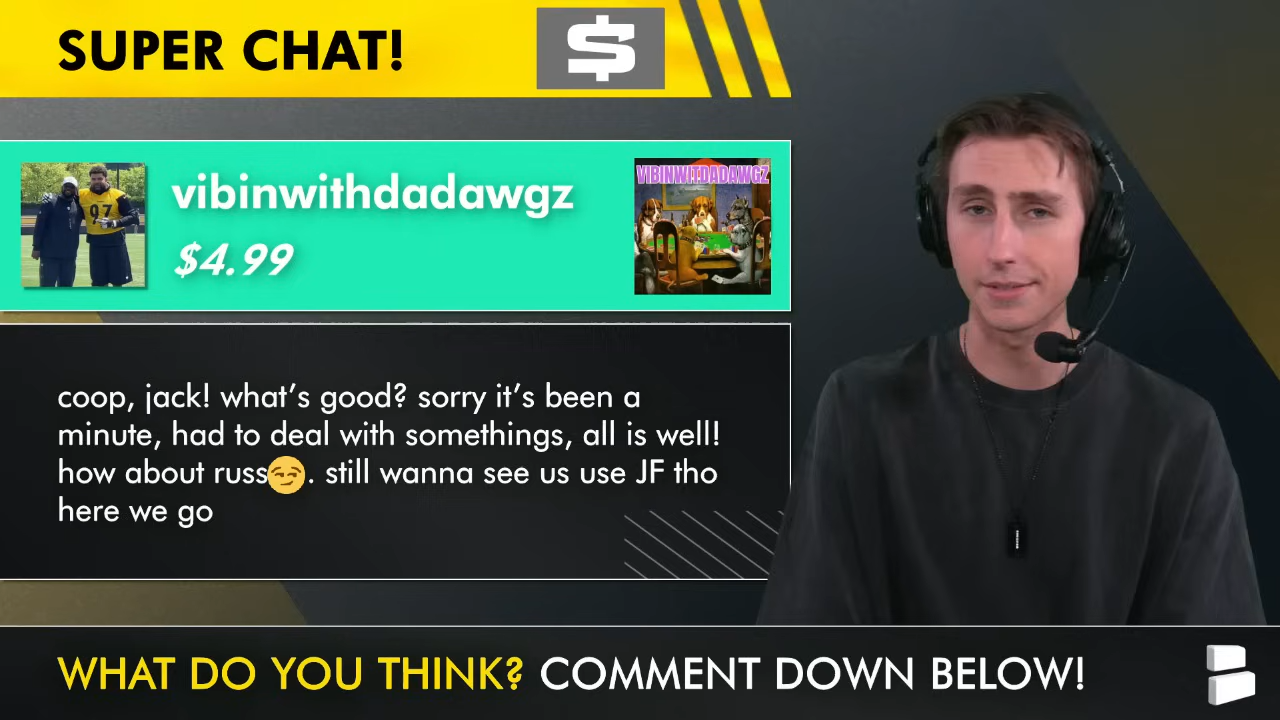 SUPER CHAT!
$
vibinwithdadawgz
$4.99
97
VIBINWITDADAWGZ
coop, jack! what’s good? sorry it’s been a
minute, had to deal with somethings, all is well!
how about russ😏. still wanna see us use JF tho
here we go
WHAT DO YOU THINK? COMMENT DOWN BELOW!